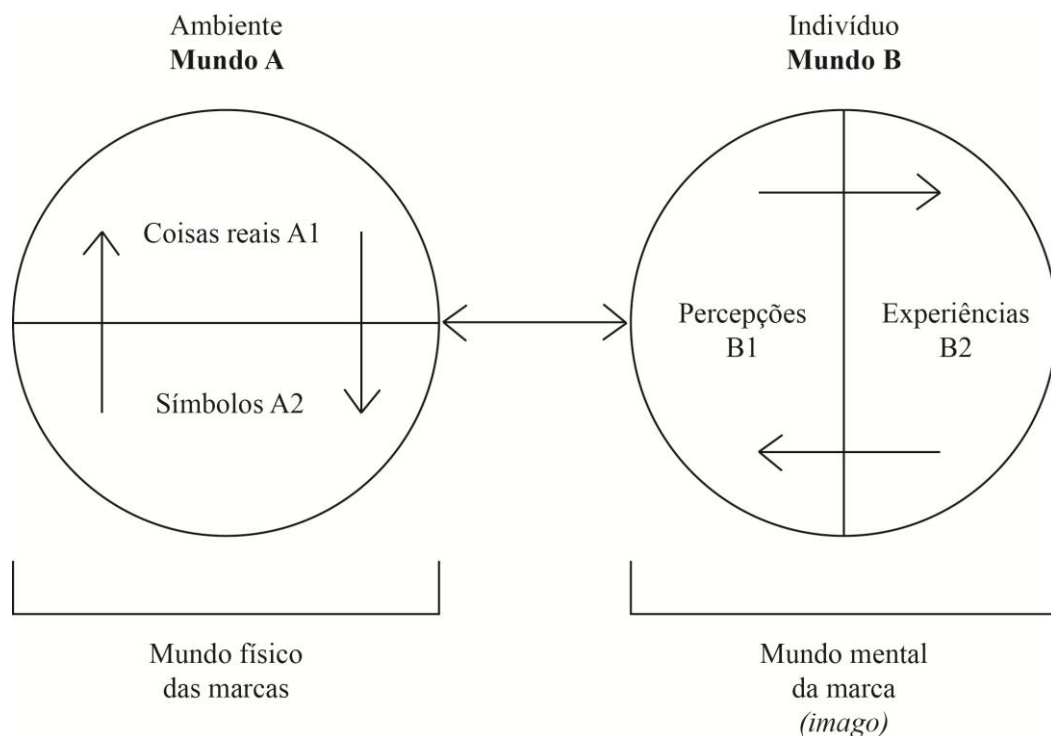 Ambiente
Mundo A
Indivíduo
Mundo B
Coisas reais A1
Símbolos A2
Percepções
B1
Experiências
B2
Mundo físico
das marcas
Mundo mental
da marca
(imago)